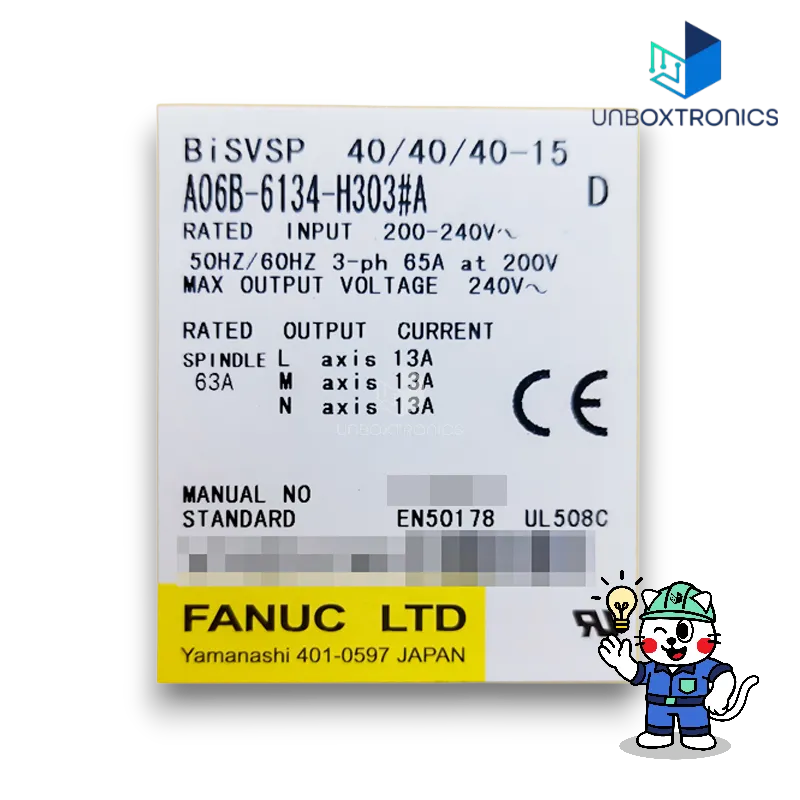 UNBOXTRONICS
BiSVSP 40/40/40-15
A06B-6134-H303#A D
RATED INPUT 200-240V~
50HZ/60HZ 3-ph 65A at 200V
MAX OUTPUT VOLTAGE 240V~
RATED OUTPUT CURRENT
SPINDLE L axis 13A
63A M axis 13A
N axis 13A
CE
UNBOXTRONICS
MANUAL NO
STANDARD EN50178 UL508C
FANUC LTD
Yamanashi 401-0597 JAPAN